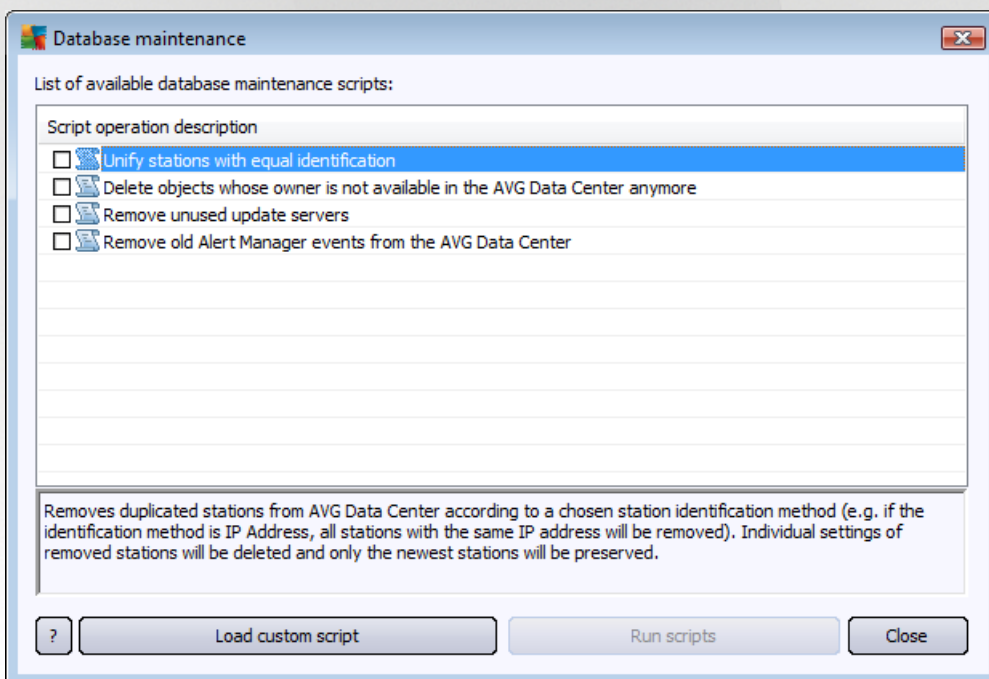 Database maintenance
List of available database maintenance scripts:
Script operation description
Unify stations with equal identification
Delete objects whose owner is not available in the AVG Data Center anymore
Remove unused update servers
Remove old Alert Manager events from the AVG Data Center
Removes duplicated stations from AVG Data Center according to a chosen station identification method (e.g. if the
identification method is IP Address, all stations with the same IP address will be removed). Individual settings of
removed stations will be deleted and only the newest stations will be preserved.
? Load custom script Run scripts Close